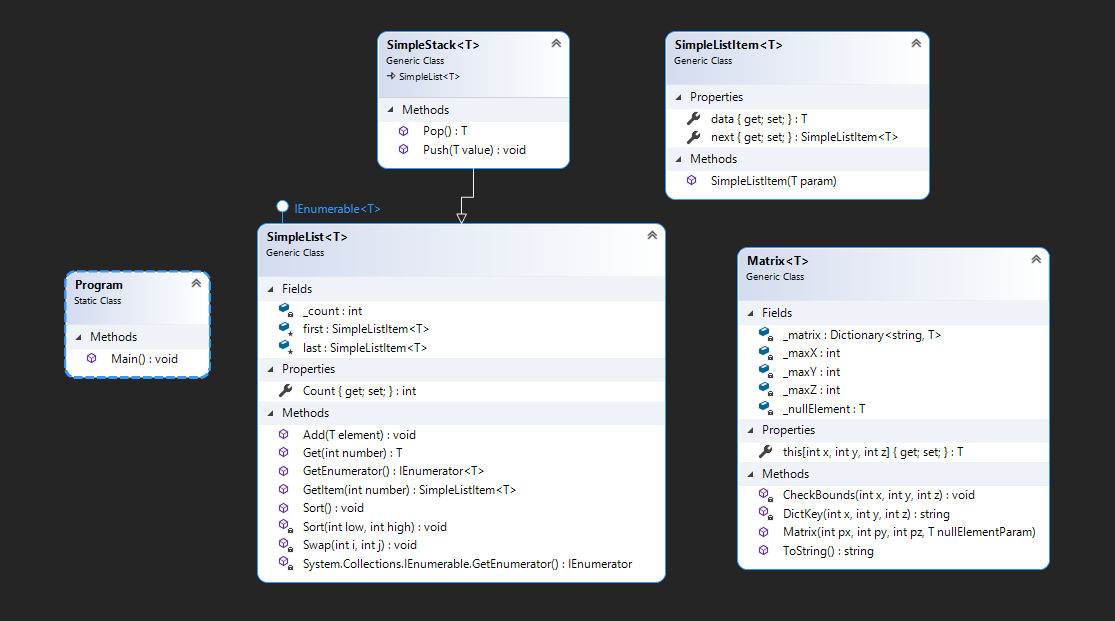 SimpleStack<T>
Generic Class
SimpleList<T>
Methods
Pop() : T
Push(T value) : void
SimpleListItem<T>
Generic Class
Properties
data { get; set; } : T
next { get; set; } : SimpleListItem<T>
Methods
SimpleListItem(T param)
IEnumerable<T>
SimpleList<T>
Generic Class
Fields
_count : int
first : SimpleListItem<T>
last : SimpleListItem<T>
Properties
Count { get; set; } : int
Methods
Add(T element) : void
Get(int number) : T
GetEnumerator() : IEnumerator<T>
GetItem(int number) : SimpleListItem<T>
Sort() : void
Sort(int low, int high) : void
Swap(int i, int j) : void
System.Collections.IEnumerable.GetEnumerator() : IEnumerator
Program
Static Class
Methods
Main() : void
Matrix<T>
Generic Class
Fields
_matrix : Dictionary<string, T>
_maxX : int
_maxY : int
_maxZ : int
_nullElement : T
Properties
this[int x, int y, int z] { get; set; } : T
Methods
CheckBounds(int x, int y, int z) : void
DictKey(int x, int y, int z) : string
Matrix(int px, int py, int pz, T nullElementParam)
ToString() : string